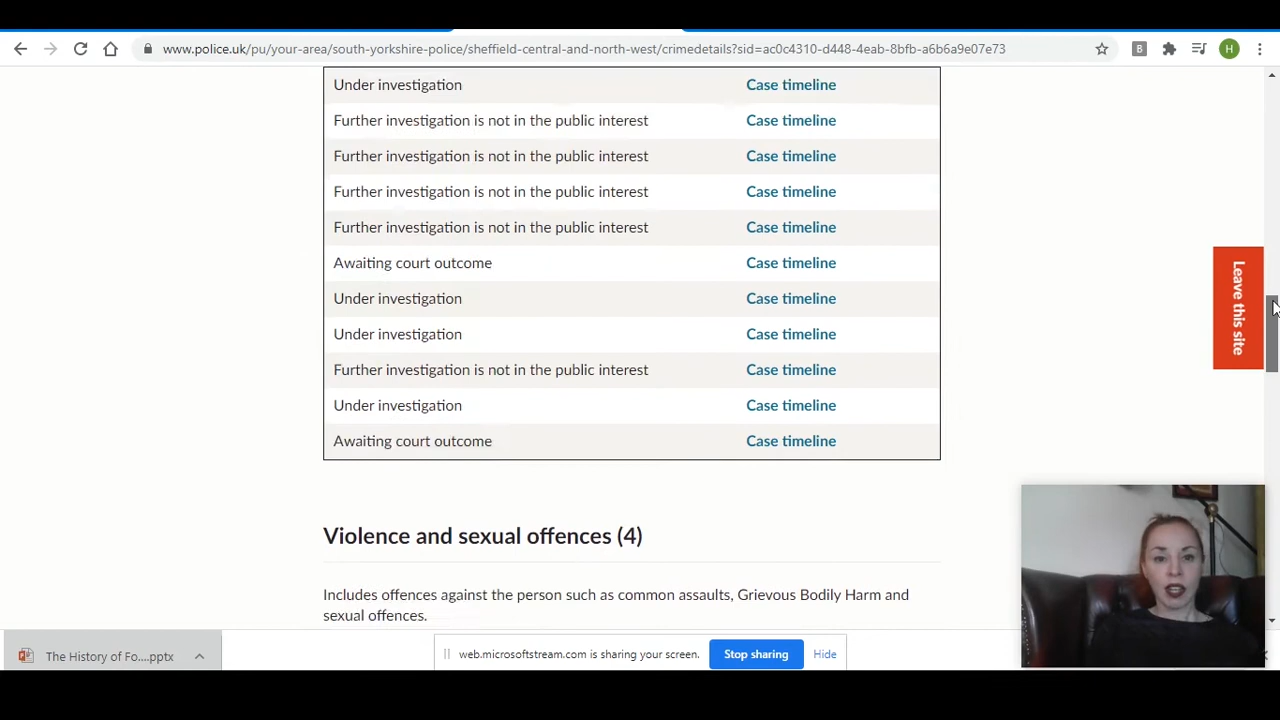 www.police.uk/pu/your-area/south-yorkshire-police/sheffield-central-and-north-west/crimedetails?sid=ac0c4310-d448-4eab-8bfb-a6b6a9e07e73
B
H
Under investigation Case timeline
Further investigation is not in the public interest Case timeline
Further investigation is not in the public interest Case timeline
Further investigation is not in the public interest Case timeline
Further investigation is not in the public interest Case timeline
Awaiting court outcome Case timeline
Under investigation Case timeline
Under investigation Case timeline
Further investigation is not in the public interest Case timeline
Under investigation Case timeline
Awaiting court outcome Case timeline
Leave this site
Violence and sexual offences (4)
Includes offences against the person such as common assaults, Grievous Bodily Harm and
sexual offences.
The History of Fo....pptx
web.microsoftstream.com is sharing your screen. Stop sharing Hide